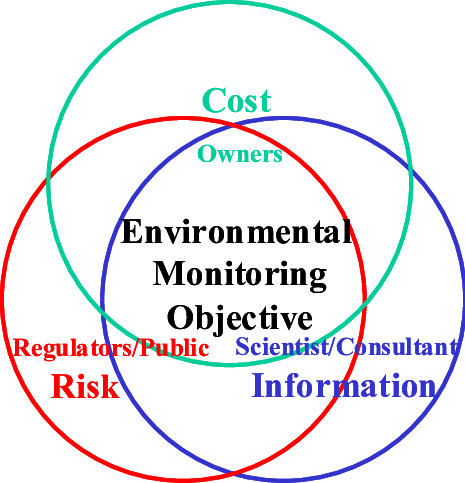 Cost
Owners
Environmental
Monitoring
Objective
Regulators/Public
Scientist/Consultant
Risk
Information